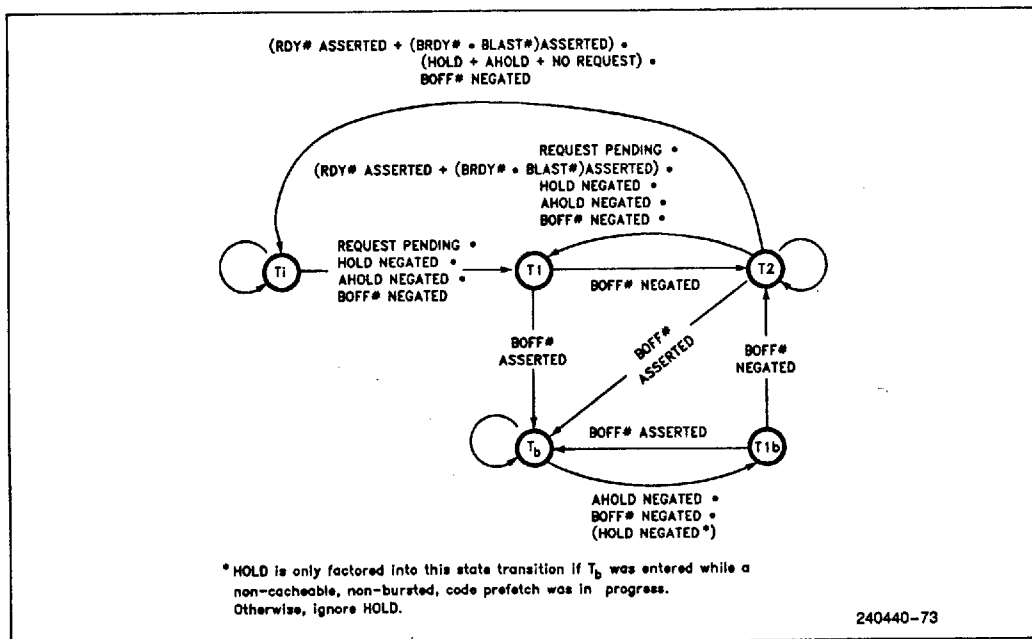 (RDY# ASSERTED + (BRDY# • BLAST#)ASSERTED) •
(HOLD + AHOLD + NO REQUEST) •
BOFF# NEGATED
REQUEST PENDING •
(RDY# ASSERTED + (BRDY# • BLAST#)ASSERTED) •
HOLD NEGATED •
AHOLD NEGATED •
BOFF# NEGATED •
REQUEST PENDING •
HOLD NEGATED •
AHOLD NEGATED •
BOFF# NEGATED
Ti
T1
T2
BOFF# NEGATED
BOFF#
ASSERTED
BOFF#
ASSERTED
BOFF#
NEGATED
Tb
BOFF# ASSERTED
T1b
AHOLD NEGATED •
BOFF# NEGATED •
(HOLD NEGATED*)
* HOLD is only factored into this state transition if Tb was entered while a
non-cacheable, non-bursted, code prefetch was in progress.
Otherwise, ignore HOLD.
240440-73